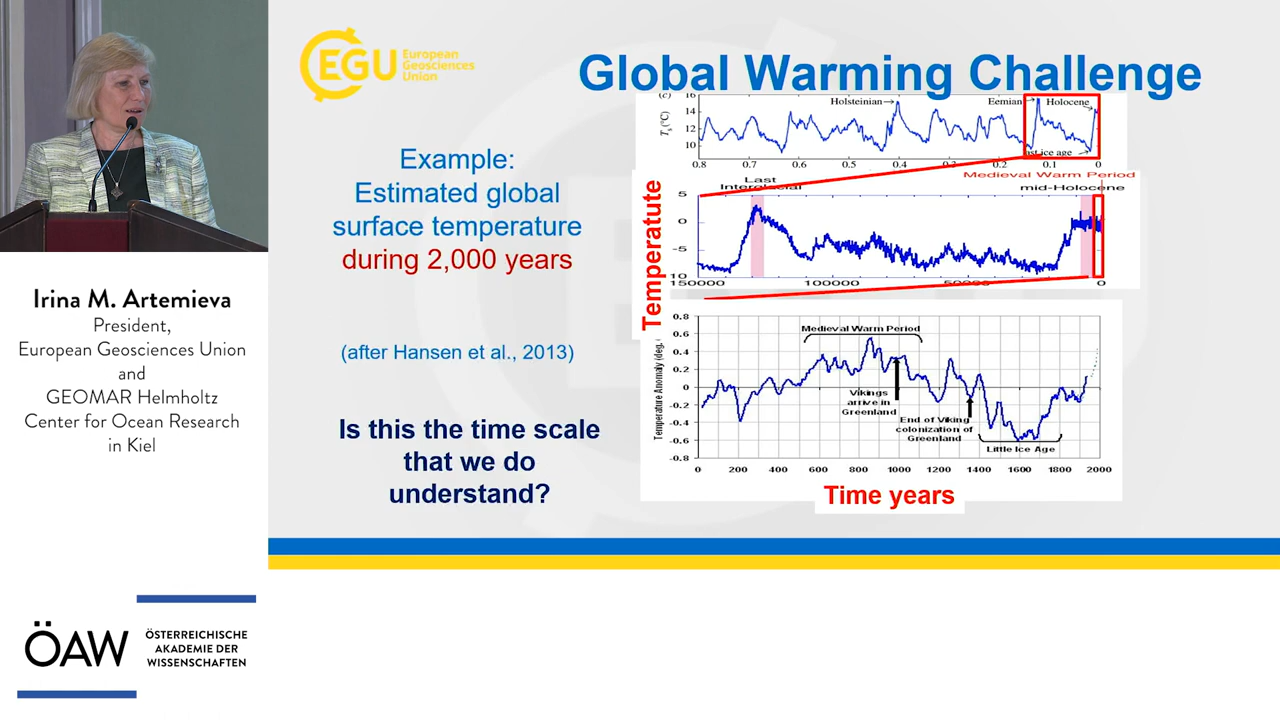 EGU European
Geosciences
Union
Global Warming Challenge
Example:
Estimated global
surface temperature
during 2,000 years
(after Hansen et al., 2013)
Is this the time scale
that we do
understand?
(c)
16
14
12
10
Ts (°C)
Holsteinian
Eemian
Holocene
ice age
0.8 0.7 0.6 0.5 0.4 0.3 0.2 0.1 0
Medieval Warm Period
Last
Interglacial
mid-Holocene
5
0
-5
10
150000 100000 50000 0
Temperatute
0.8
0.6
0.4
0.2
0
-0.2
-0.4
-0.6
-0.8
Temperature Anomaly (deg.
Medieval Warm Period
Vikings
arrive in
Greenland
End of Viking
colonization of
Greenland
Little Ice Age
0 200 400 600 800 1000 1200 1400 1600 1800 2000
Time years
Irina M. Artemieva
President,
European Geosciences Union
and
GEOMAR Helmholtz
Center for Ocean Research
in Kiel
ÖAW
ÖSTERREICHISCHE
AKADEMIE DER
WISSENSCHAFTEN